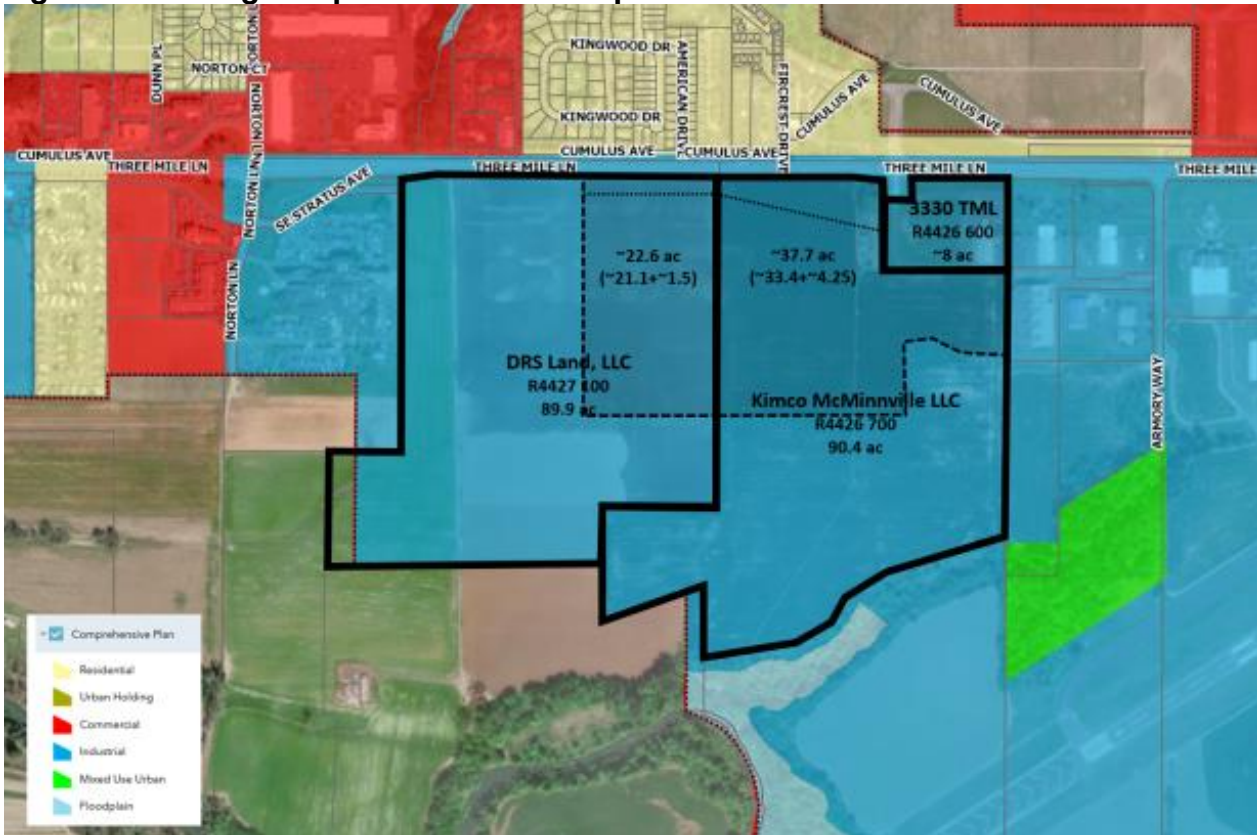 KINGWOOD DR
AMERICAN DRIVE
FIRCREST DRIVE
DUNN PL
NORTON CT
NORTON LN
CUMULUS AVE
CUMULUS AVE
KINGWOOD DR
NORTON LN
CUMULUS AVE
CUMULUS AVE
CUMULUS AVE
THREE MILE LN
THREE MILE LN
THREE MILE LN
THREE MILE
SE STRATUS AVE
NORTON LN
3330 TML
R4426 600
~8 ac
~22.6 ac
(~21.1+~1.5)
~37.7 ac
(~33.4+~4.25)
NORTON LN
DRS Land, LLC
R4427 100
89.9 ac
Kimco McMinnville LLC
R4426 700
90.4 ac
ARMORY WAY
Comprehensive Plan
Residential
Urban Holding
Commercial
Industrial
Mixed Use Urban
Floodplain